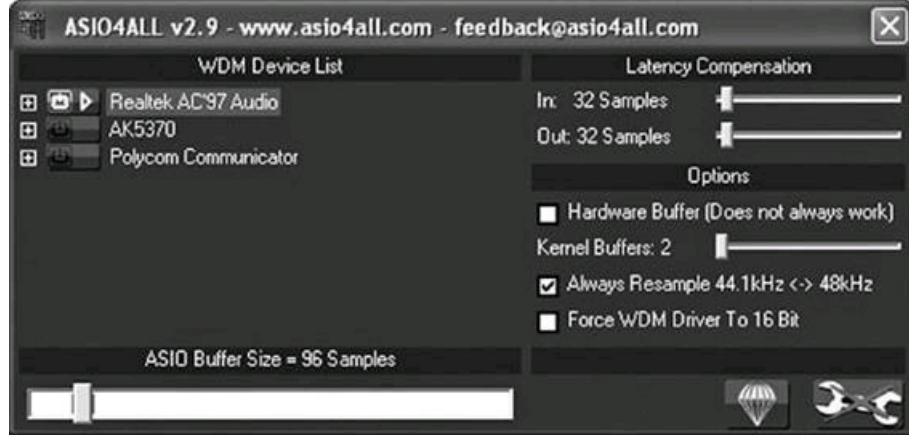 ASIO4ALL v2.9 - www.asio4all.com - feedback@asio4all.com
WDM Device List
Realtek AC'97 Audio
AK5370
Polycom Communicator
ASIO Buffer Size = 96 Samples
Latency Compensation
In: 32 Samples
Out: 32 Samples
Options
Hardware Buffer (Does not always work)
Kernel Buffers: 2
Always Resample 44.1kHz <-> 48kHz
Force WDM Driver To 16 Bit